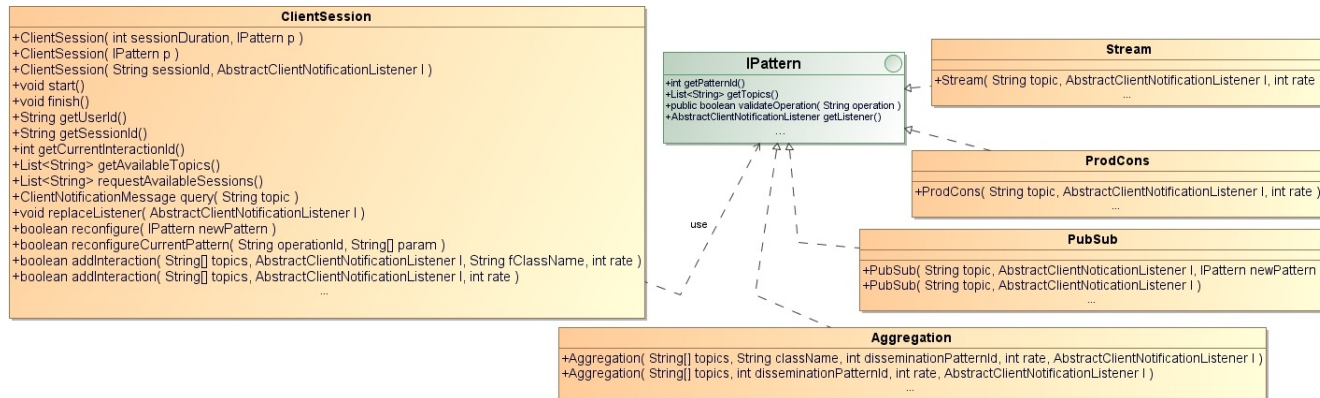 ClientSession
+ClientSession( int sessionDuration, IPattern p )
+ClientSession( IPattern p )
+ClientSession( String sessionId, AbstractClientNotificationListener l )
+void start()
+void finish()
+String getUserId()
+String getSessionId()
+int getCurrentInteractionId()
+List<String> getAvailableTopics()
+List<String> requestAvailableSessions()
+ClientNotificationMessage query( String topic )
+void replaceListener( AbstractClientNotificationListener l )
+boolean reconfigure( IPattern newPattern )
+boolean reconfigureCurrentPattern( String operationId, String[] param )
+boolean addInteraction( String[] topics, AbstractClientNotificationListener l, String fClassName, int rate )
+boolean addInteraction( String[] topics, AbstractClientNotificationListener l, int rate )
...
use
IPattern
+int getPatternId()
+List<String> getTopics()
+public boolean validateOperation( String operation )
+AbstractClientNotificationListener getListener()
...
Stream
+Stream( String topic, AbstractClientNotificationListener l, int rate
...
ProdCons
+ProdCons( String topic, AbstractClientNotificationListener l, int rate )
...
PubSub
+PubSub( String topic, AbstractClientNoticationListener l, IPattern newPattern
+PubSub( String topic, AbstractClientNotificationListener l )
...
Aggregation
+Aggregation( String[] topics, String className, int disseminationPatternId, int rate, AbstractClientNotificationListener l )
+Aggregation( String[] topics, int disseminationPatternId, int rate, AbstractClientNotificationListener l )
...